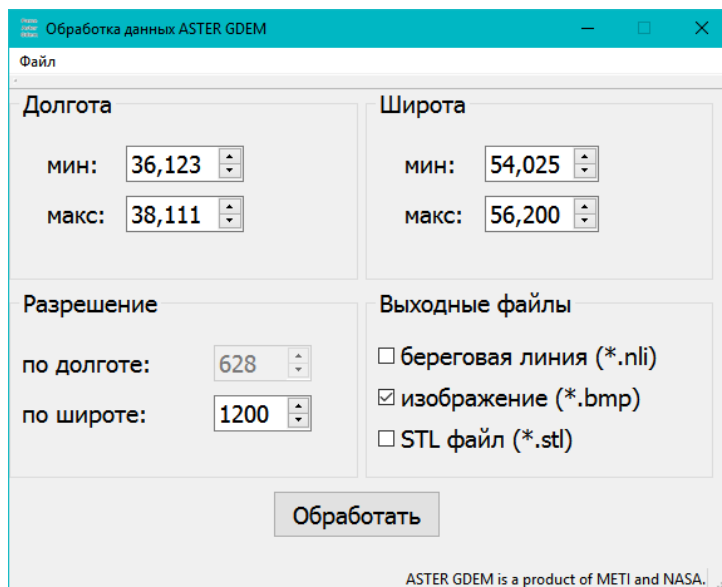 Обработка данных ASTER GDEM
Файл
Долгота
мин: 36,123
макс: 38,111
Широта
мин: 54,025
макс: 56,200
Разрешение
по долготе: 628
по широте: 1200
Выходные файлы
береговая линия (*.nli)
изображение (*.bmp)
STL файл (*.stl)
Обработать
ASTER GDEM is a product of METI and NASA.